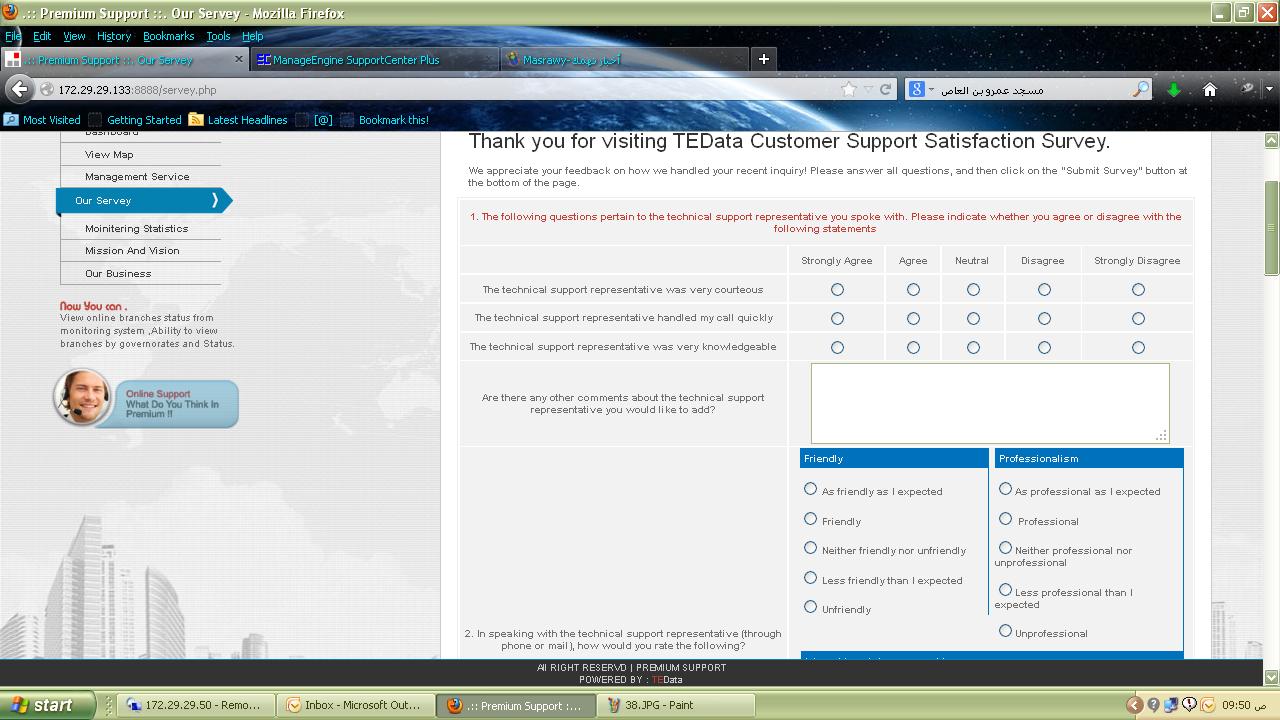 .:: Premium Support ::. Our Servey - Mozilla Firefox
File Edit View History Bookmarks Tools Help
.:: Premium Support ::. Our Servey
ManageEngine SupportCenter Plus
Masrawy-أخبار تهمك
172.29.29.133:8808/servey.php
مسجد عمرو بن العاص
Most Visited Getting Started Latest Headlines [@] Bookmark this!
Dashboard
View Map
Management Service
Our Servey
Moinitering Statistics
Mission And Vision
Our Business
Now You can .
View online branches status from
monitoring system ,Ability to view
branches by governorates and Status.
Online Support
What Do You Think In
Premium !!
Thank you for visiting TEData Customer Support Satisfaction Survey.
We appreciate your feedback on how we handled your recent inquiry! Please answer all questions, and then click on the "Submit Survey" button at
the bottom of the page.
1. The following questions pertain to the technical support representative you spoke with. Please indicate whether you agree or disagree with the
following statements
Strongly Agree Agree Neutral Disagree Strongly Disagree
The technical support representative was very courteous
The technical support representative handled my call quickly
The technical support representative was very knowledgeable
Are there any other comments about the technical support
representative you would like to add?
Friendly
As friendly as I expected
Friendly
Neither friendly nor unfriendly
Less friendly than I expected
Unfriendly
Professionalism
As professional as I expected
Professional
Neither professional nor
unprofessional
Less professional than I
expected
Unprofessional
2. In speaking with the technical support representative (through
mail), how would you rate the following
All RIGHT RESERVD | PREMIUM SUPPORT
POWERED BY : TEData
start
172.29.29.50 - Remo...
Inbox - Microsoft Out...
.:: Premium Support :...
38.JPG - Paint
09:50 ص